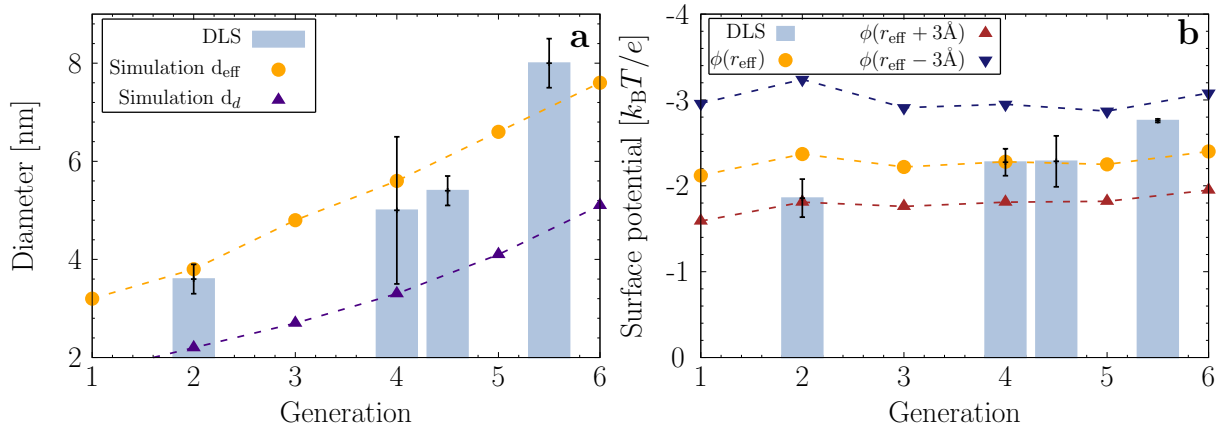 DLS
Simulation d_eff
Simulation d_d
a
Diameter [nm]
8
6
4
2
1 2 3 4 5 6
Generation
DLS
ϕ(r_eff)
ϕ(r_eff + 3Å)
ϕ(r_eff − 3Å)
b
Surface potential [k_BT/e]
-4
-3
-2
-1
0
1 2 3 4 5 6
Generation